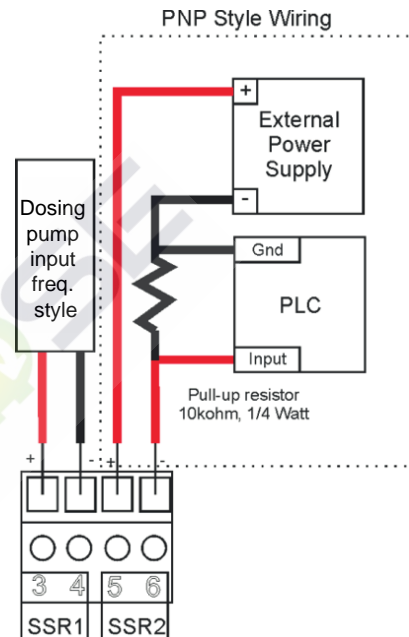 PNP Style Wiring
+
External
Power
Supply
-
Gnd
PLC
Input
Dosing
pump
input
freq.
style
Pull-up resistor
10kohm, 1/4 Watt
+ - + -
3 4 5 6
SSR1 SSR2